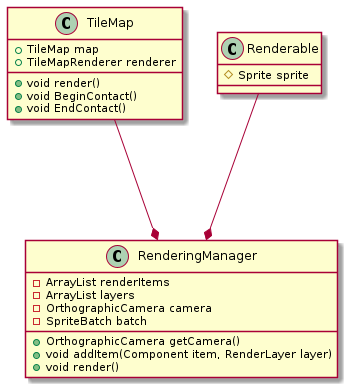 C TileMap
TileMap map
TileMapRenderer renderer
void render()
void BeginContact()
void EndContact()
C Renderable
Sprite sprite
C RenderingManager
ArrayList renderItems
ArrayList layers
OrthographicCamera camera
SpriteBatch batch
OrthographicCamera getCamera()
void addItem(Component item, RenderLayer layer)
void render()